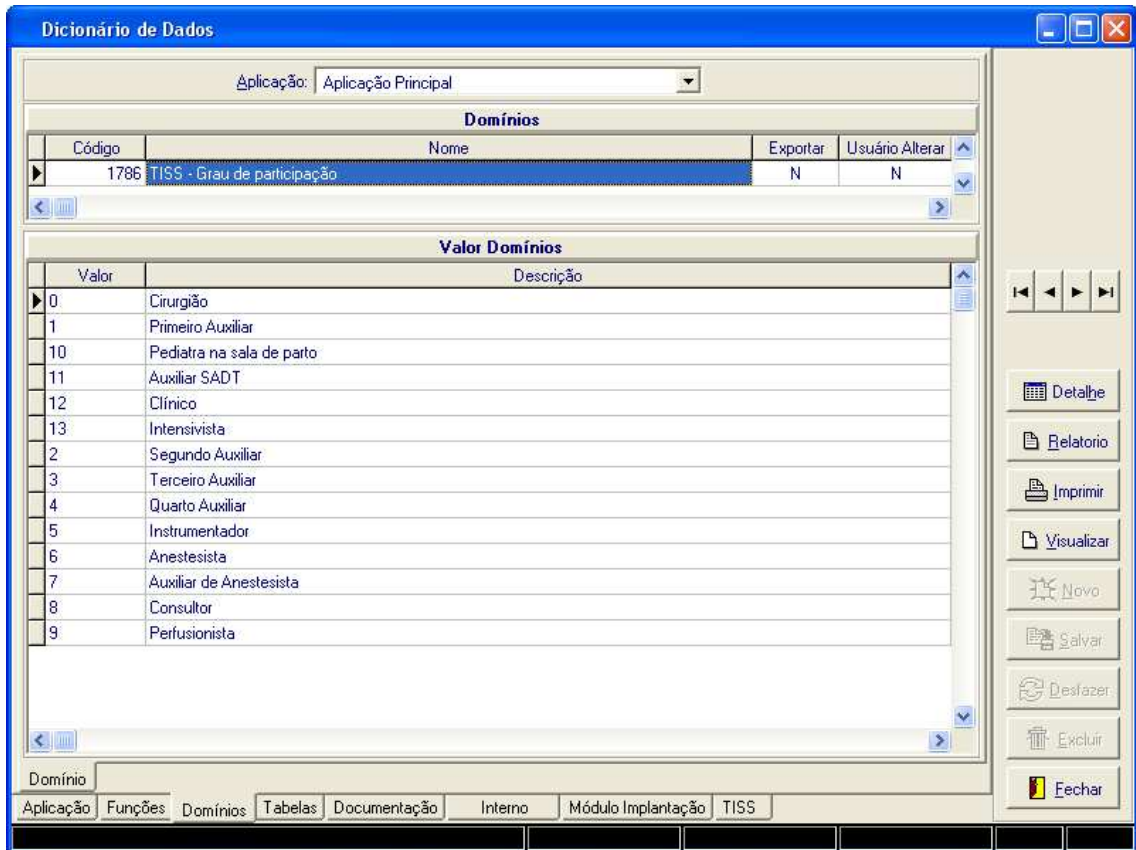 Dicionário de Dados
Aplicação: Aplicação Principal
Domínios
Código Nome Exportar Usuário Alterar
1786 TISS - Grau de participação N N
Valor Domínios
Valor Descrição
0 Cirurgião
1 Primeiro Auxiliar
10 Pediatra na sala de parto
11 Auxiliar SADT
12 Clínico
13 Intensivista
2 Segundo Auxiliar
3 Terceiro Auxiliar
4 Quarto Auxiliar
5 Instrumentador
6 Anestesista
7 Auxiliar de Anestesista
8 Consultor
9 Perfusionista
Detalhe
Relatorio
Imprimir
Visualizar
Novo
Salvar
Desfazer
Excluir
Fechar
Domínio
Aplicação Funções Domínios Tabelas Documentação Interno Módulo Implantação TISS